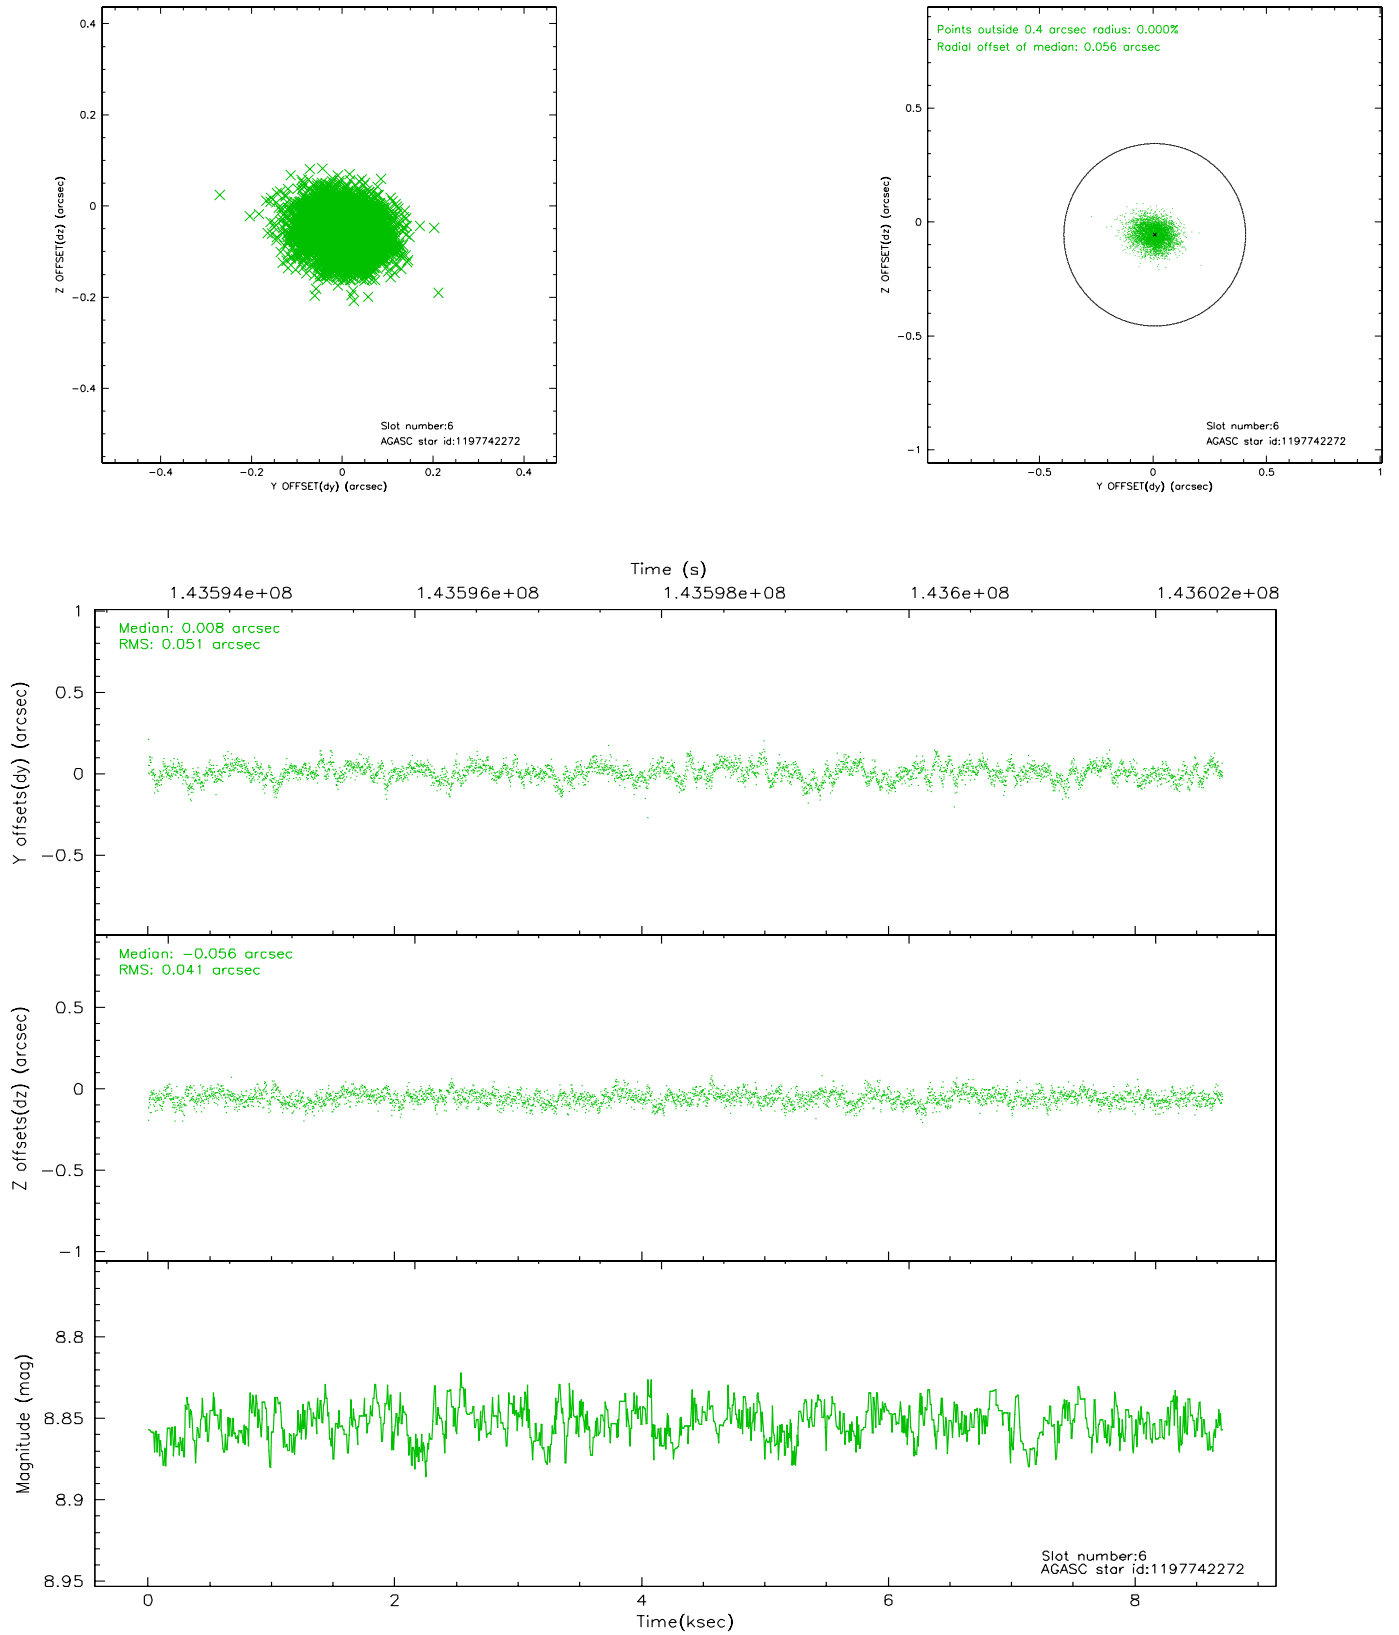 0.4
0.2
0
−0.2
−0.4
Z OFFSET(dz) (arcsec)
Slot number:6
AGASC star id:1197742272
−0.4 −0.2 0 0.2 0.4
Y OFFSET(dy) (arcsec)
Points outside 0.4 arcsec radius: 0.000%
Radial offset of median: 0.056 arcsec
0.5
0
−0.5
−1
Z OFFSET(dz) (arcsec)
Slot number:6
AGASC star id:1197742272
−0.5 0 0.5 1
Y OFFSET(dy) (arcsec)
Time (s)
1.43594e+08 1.43596e+08 1.43598e+08 1.436e+08 1.43602e+08
Median: 0.008 arcsec
RMS: 0.051 arcsec
1
0.5
0
−0.5
Y offsets(dy) (arcsec)
Median: −0.056 arcsec
RMS: 0.041 arcsec
0.5
0
−0.5
−1
Z offsets(dz) (arcsec)
8.8
8.85
8.9
8.95
Magnitude (mag)
Slot number:6
AGASC star id:1197742272
0 2 4 6 8
Time(ksec)